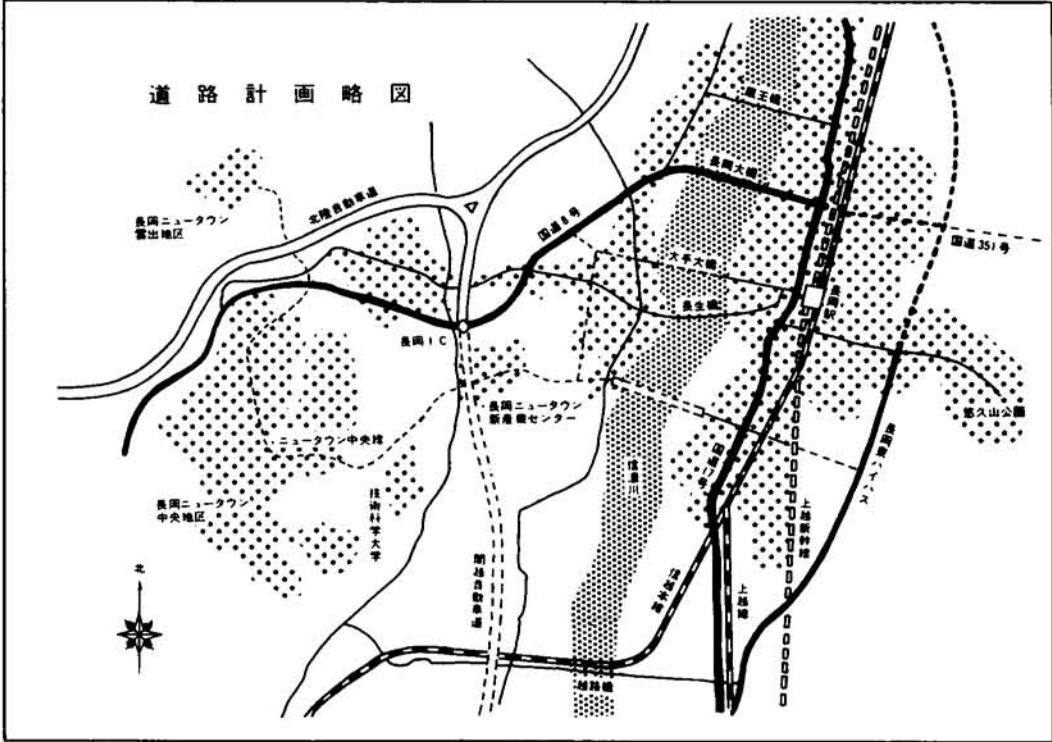 道路計画略図
蔵王橋
長岡大橋
長岡ニュータウン
雲出地区
北陸自動車道
国道8号
国道351号
大手大橋
長生橋
長岡駅
長岡IC
長岡ニュータウン
新産業センター
悠久山公園
ニュータウン中央線
信濃川
国道17号
長岡東バイパス
長岡ニュータウン
中央地区
技術科学大学
上越新幹線
北
関越自動車道
信越本線
上越線
越路橋